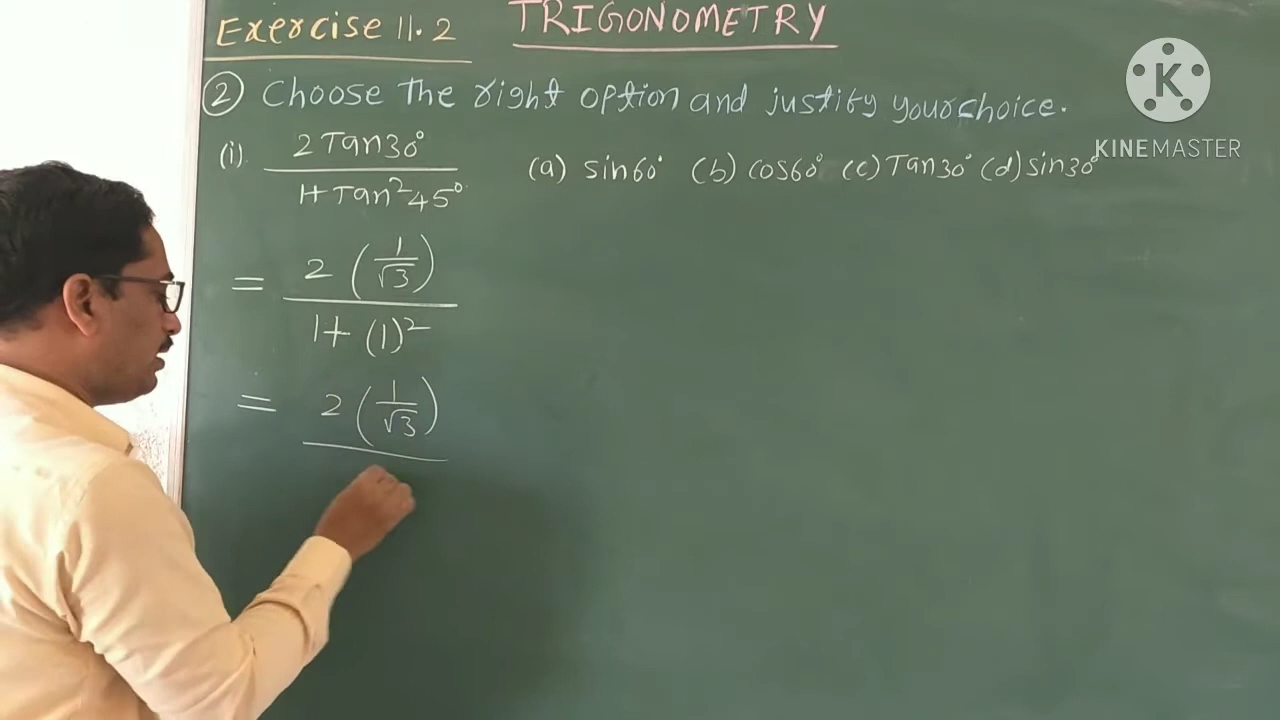 Exercise 11.2 TRIGONOMETRY
② Choose the right option and justify your choice.
(i) 2 Tan30° / 1+Tan²45° (a) sin60° (b) cos60° (c) Tan30° (d) sin30°
= 2 (1/√3) / 1+ (1)²
= 2 (1/√3)
K
KINEMASTER